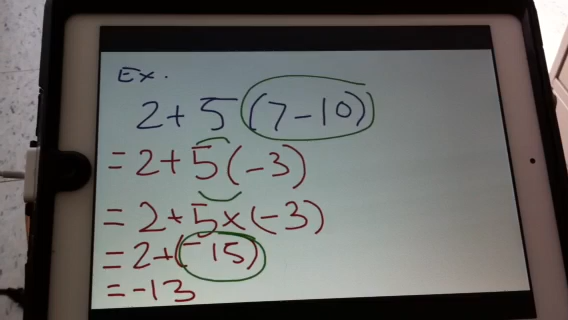 Ex.
2+5(7-10)
=2+5(-3)
=2+5x(-3)
=2+(-15)
=-13